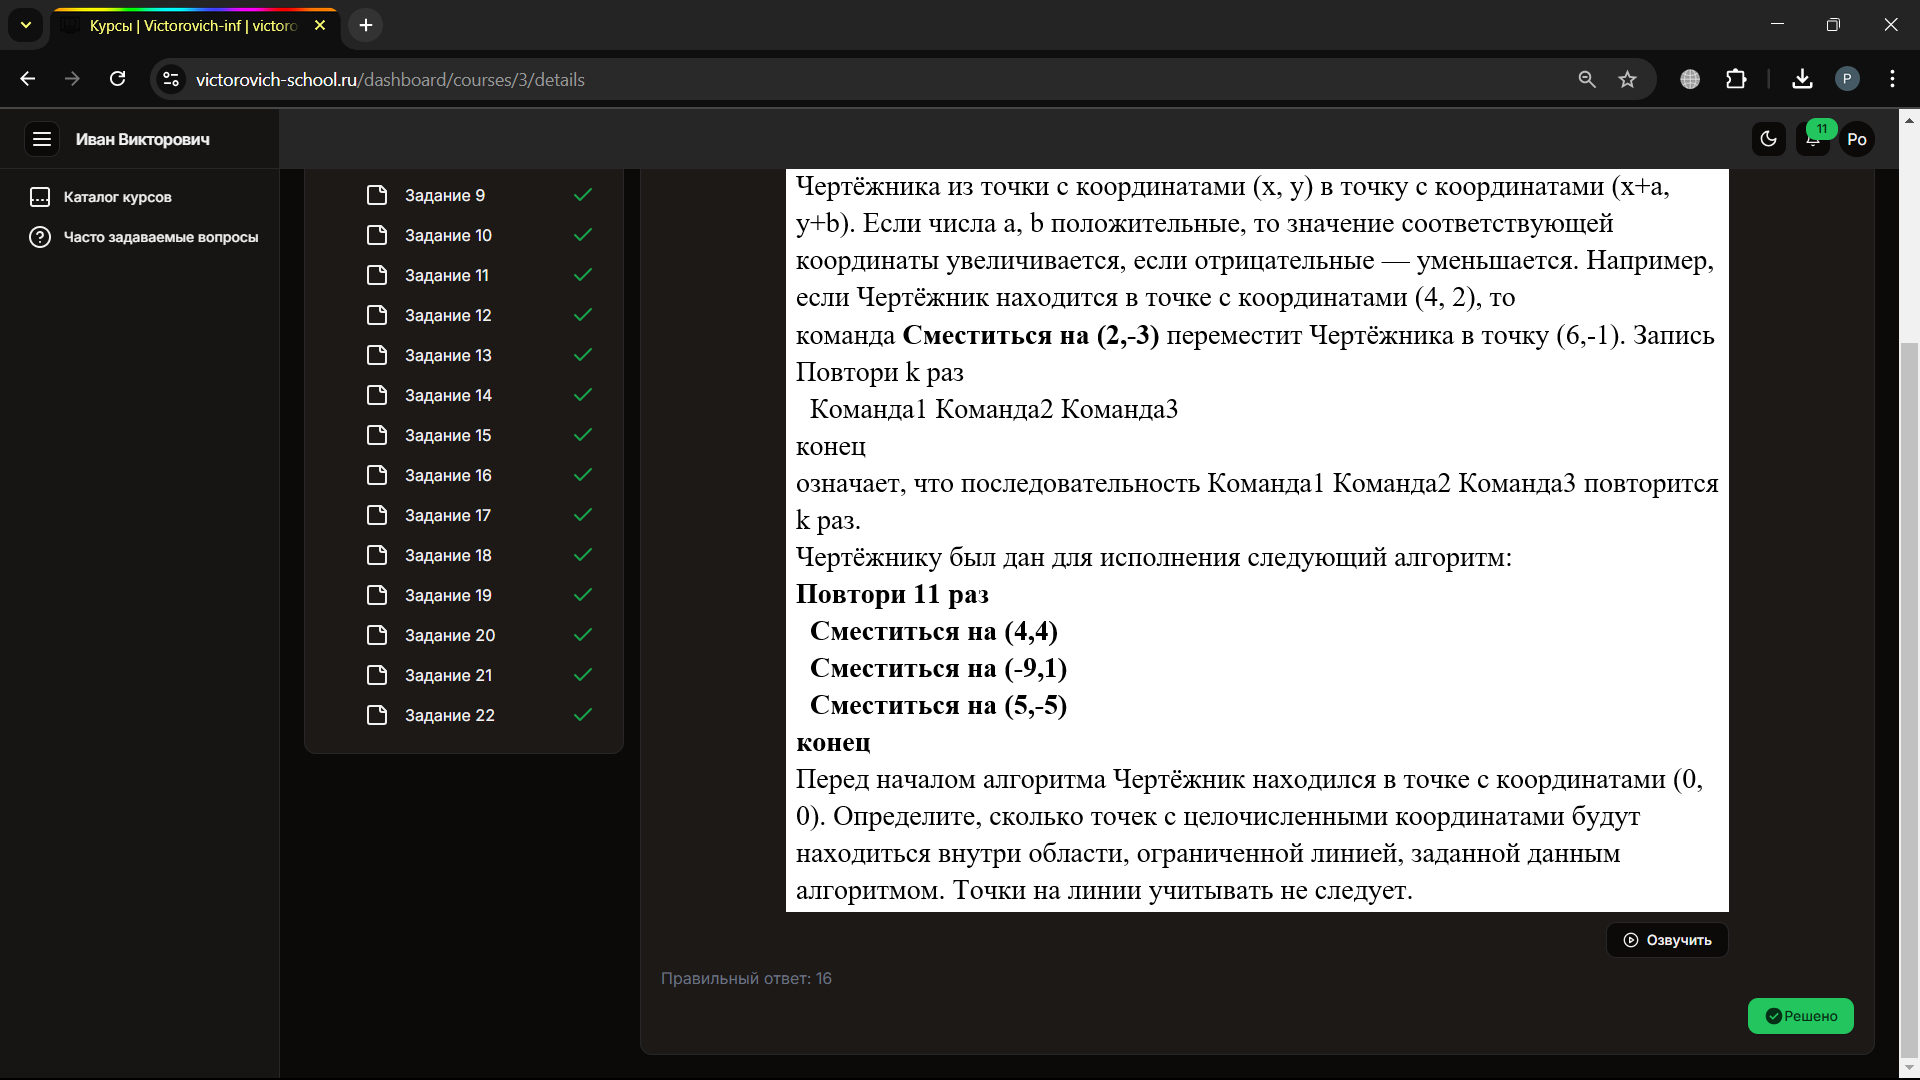 Курсы | Victorovich-inf | victoro
victorovich-school.ru/dashboard/courses/3/details
P
Иван Викторович
11
Po
Каталог курсов
Часто задаваемые вопросы
Задание 9
Задание 10
Задание 11
Задание 12
Задание 13
Задание 14
Задание 15
Задание 16
Задание 17
Задание 18
Задание 19
Задание 20
Задание 21
Задание 22
Чертёжника из точки с координатами (x, y) в точку с координатами (x+a,
y+b). Если числа a, b положительные, то значение соответствующей
координаты увеличивается, если отрицательные — уменьшается. Например,
если Чертёжник находится в точке с координатами (4, 2), то
команда Сместиться на (2,-3) переместит Чертёжника в точку (6,-1). Запись
Повтори k раз
Команда1 Команда2 Команда3
конец
означает, что последовательность Команда1 Команда2 Команда3 повторится
k раз.
Чертёжнику был дан для исполнения следующий алгоритм:
Повтори 11 раз
Сместиться на (4,4)
Сместиться на (-9,1)
Сместиться на (5,-5)
конец
Перед началом алгоритма Чертёжник находился в точке с координатами (0,
0). Определите, сколько точек с целочисленными координатами будут
находиться внутри области, ограниченной линией, заданной данным
алгоритмом. Точки на линии учитывать не следует.
Озвучить
Правильный ответ: 16
Решено